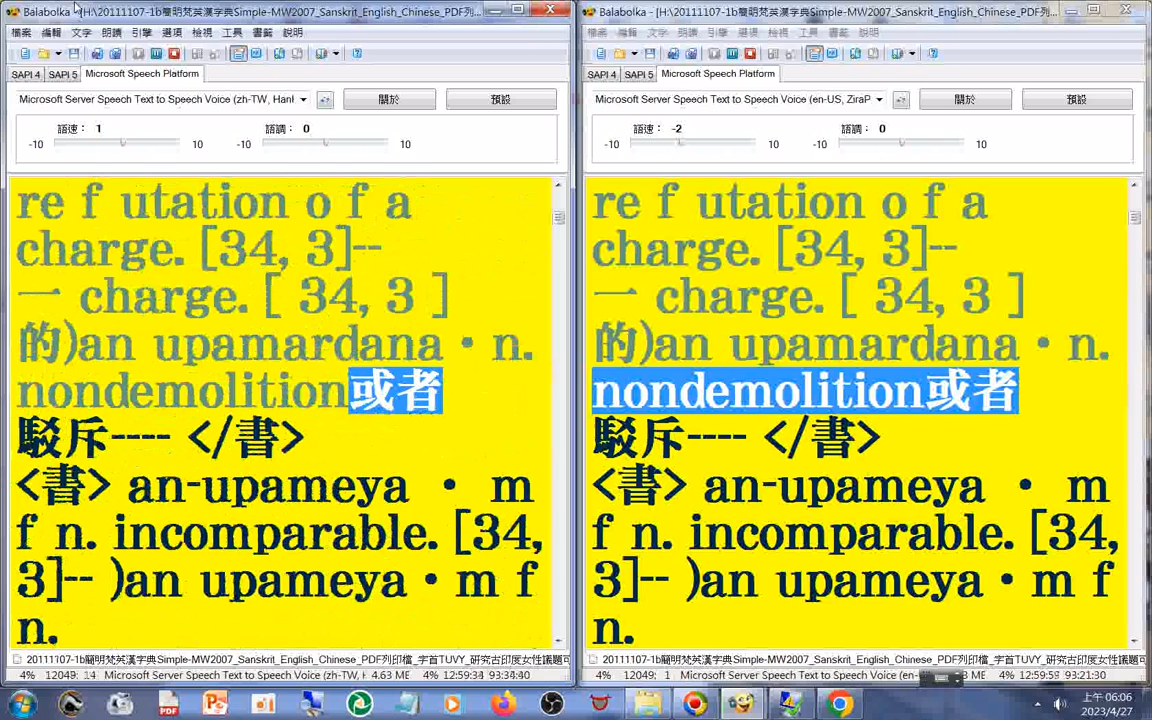 Balabolka - [H:\20111107-1b簡明梵英漢字典Simple-MW2007_Sanskrit_English_Chinese_PDF列...
檔案 編輯 文字 朗讀 引擎 選項 檢視 工具 書籤 說明
SAPI 4 SAPI 5 Microsoft Speech Platform
Microsoft Server Speech Text to Speech Voice (zh-TW, HanI
關於 預設
語速： 1 語調： 0
-10 10 -10 10
re f utation o f a
charge. [34, 3]--
一 charge. [ 34, 3 ]
的)an upamardana·n.
nondemolition或者
駁斥---- </書>
<書> an-upameya · m
f n. incomparable. [34,
3]-- )an upameya·m f
n.
20111107-1b簡明梵英漢字典Simple-MW2007_Sanskrit_English_Chinese_PDF列印檔_字首TUVY_研究古印度女性議題可
4% 12049: 14 Microsoft Server Speech Text to Speech Voice (zh-TW, H 4.63 ME 4% 12:59:34 93:34:40
Balabolka - [H:\20111107-1b簡明梵英漢字典Simple-MW2007_Sanskrit_English_Chinese_PDF列印...
檔案 編輯 文字 朗讀 引擎 選項 檢視 工具 書籤 說明
SAPI 4 SAPI 5 Microsoft Speech Platform
Microsoft Server Speech Text to Speech Voice (en-US, ZiraP
關於 預設
語速： -2 語調： 0
-10 10 -10 10
re f utation o f a
charge. [34, 3]--
一 charge. [ 34, 3 ]
的)an upamardana·n.
nondemolition或者
駁斥---- </書>
<書> an-upameya · m
f n. incomparable. [34,
3]-- )an upameya·m f
n.
20111107-1b簡明梵英漢字典Simple-MW2007_Sanskrit_English_Chinese_PDF列印檔_字首TUVY_研究古印度女性議題可
4% 12049: 1 Microsoft Server Speech Text to Speech Voice 4.63 ME 4% 12:59:59 93:21:30
上午 06:06
2023/4/27